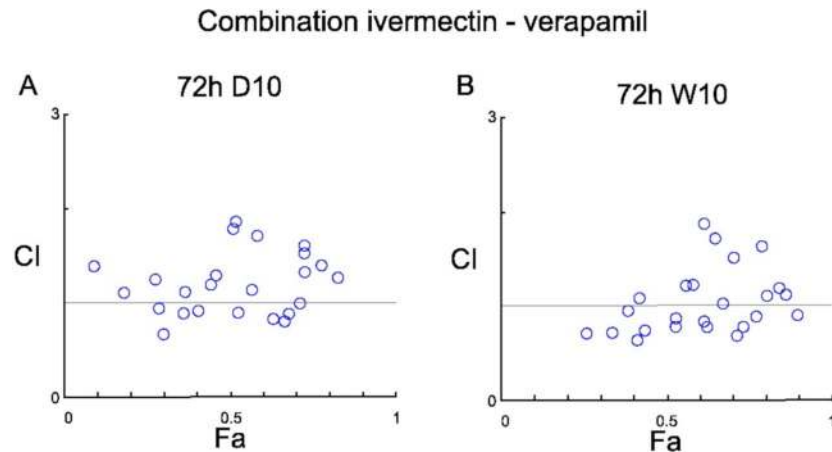 Combination ivermectin - verapamil
A
72h D10
3
CI
0
0
0.5
1
Fa
B
72h W10
3
CI
0
0
0.5
1
Fa